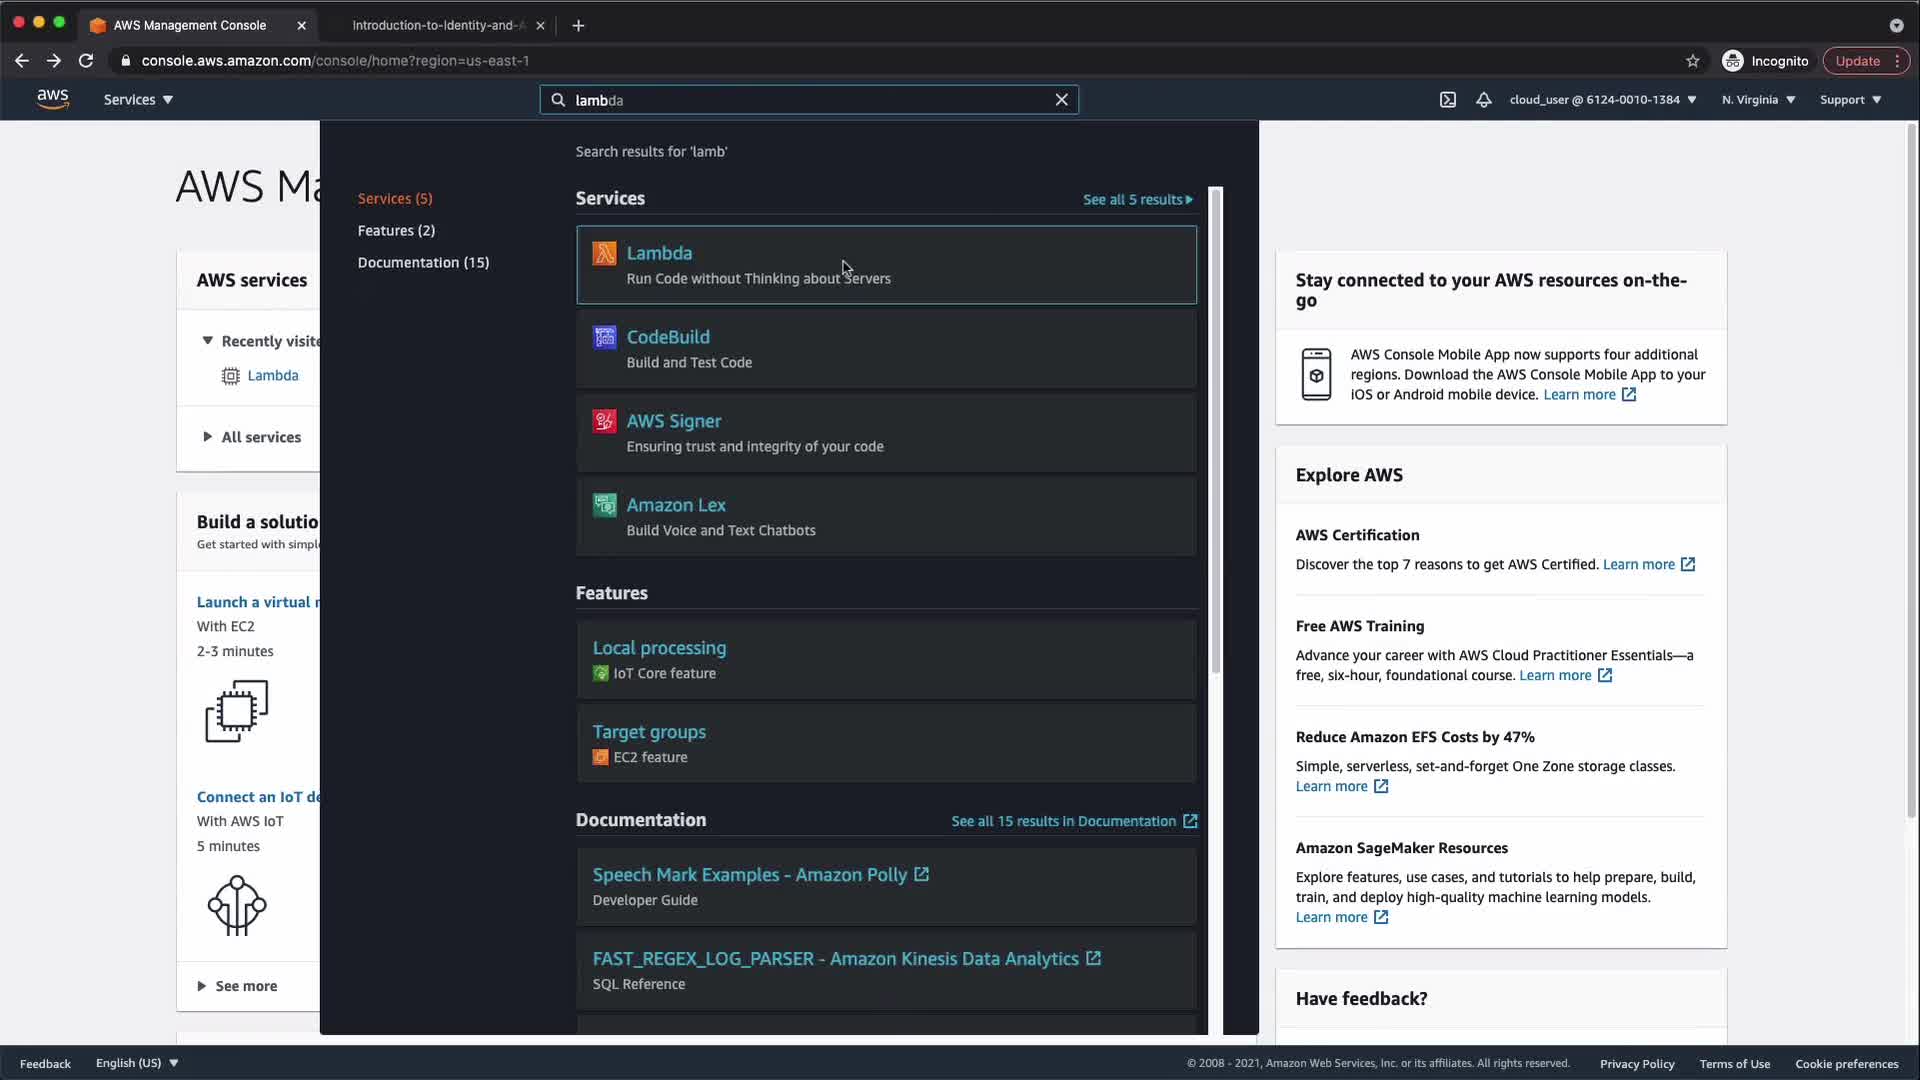 AWS Management Console
Introduction-to-Identity-and-
console.aws.amazon.com/console/home?region=us-east-1
Incognito
Update
aws
Services
lambda
cloud_user @ 6124-0010-1384
N. Virginia
Support
AWS Ma
Search results for 'lamb'
Services (5)
Features (2)
Documentation (15)
Services
See all 5 results
Lambda
Run Code without Thinking about Servers
CodeBuild
Build and Test Code
AWS Signer
Ensuring trust and integrity of your code
Amazon Lex
Build Voice and Text Chatbots
Features
Local processing
IoT Core feature
Target groups
EC2 feature
Documentation
See all 15 results in Documentation
Speech Mark Examples - Amazon Polly
Developer Guide
FAST_REGEX_LOG_PARSER - Amazon Kinesis Data Analytics
SQL Reference
AWS services
Recently visite
Lambda
All services
Build a solutio
Get started with simpl
Launch a virtual
With EC2
2-3 minutes
Connect an IoT de
With AWS IoT
5 minutes
See more
Stay connected to your AWS resources on-the-
go
AWS Console Mobile App now supports four additional
regions. Download the AWS Console Mobile App to your
iOS or Android mobile device. Learn more
Explore AWS
AWS Certification
Discover the top 7 reasons to get AWS Certified. Learn more
Free AWS Training
Advance your career with AWS Cloud Practitioner Essentials—a
free, six-hour, foundational course. Learn more
Reduce Amazon EFS Costs by 47%
Simple, serverless, set-and-forget One Zone storage classes.
Learn more
Amazon SageMaker Resources
Explore features, use cases, and tutorials to help prepare, build,
train, and deploy high-quality machine learning models.
Learn more
Have feedback?
Feedback
English (US)
© 2008 - 2021, Amazon Web Services, Inc. or its affiliates. All rights reserved.
Privacy Policy
Terms of Use
Cookie preferences